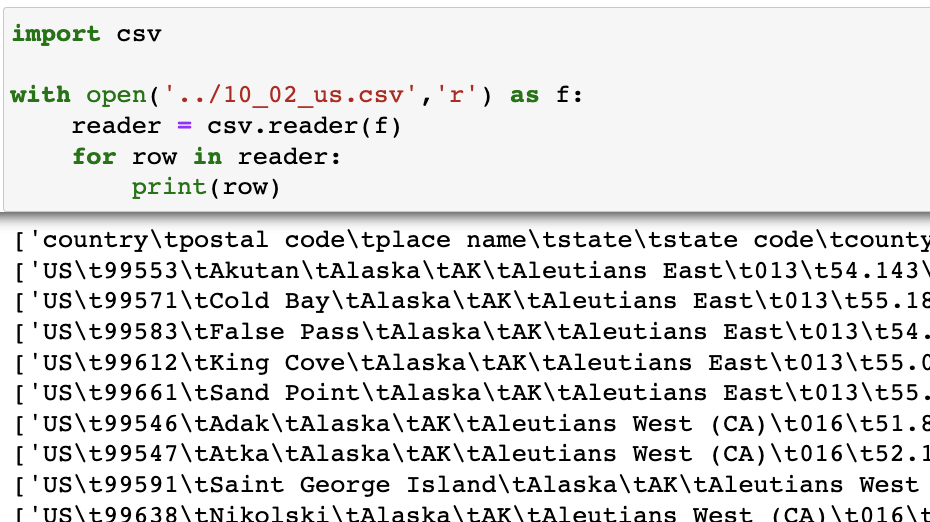 import csv
with open('../10_02_us.csv','r') as f:
    reader = csv.reader(f)
    for row in reader:
        print(row)
['country\tpostal code\tplace name\tstate\tstate code\tcounty
['US\t99553\tAkutan\tAlaska\tAK\tAleutians East\t013\t54.143\
['US\t99571\tCold Bay\tAlaska\tAK\tAleutians East\t013\t55.18
['US\t99583\tFalse Pass\tAlaska\tAK\tAleutians East\t013\t54.
['US\t99612\tKing Cove\tAlaska\tAK\tAleutians East\t013\t55.0
['US\t99661\tSand Point\tAlaska\tAK\tAleutians East\t013\t55.
['US\t99546\tAdak\tAlaska\tAK\tAleutians West (CA)\t016\t51.8
['US\t99547\tAtka\tAlaska\tAK\tAleutians West (CA)\t016\t52.1
['US\t99591\tSaint George Island\tAlaska\tAK\tAleutians West
['US\t99638\tNikolski\tAlaska\tAK\tAleutians West (CA)\t016\t